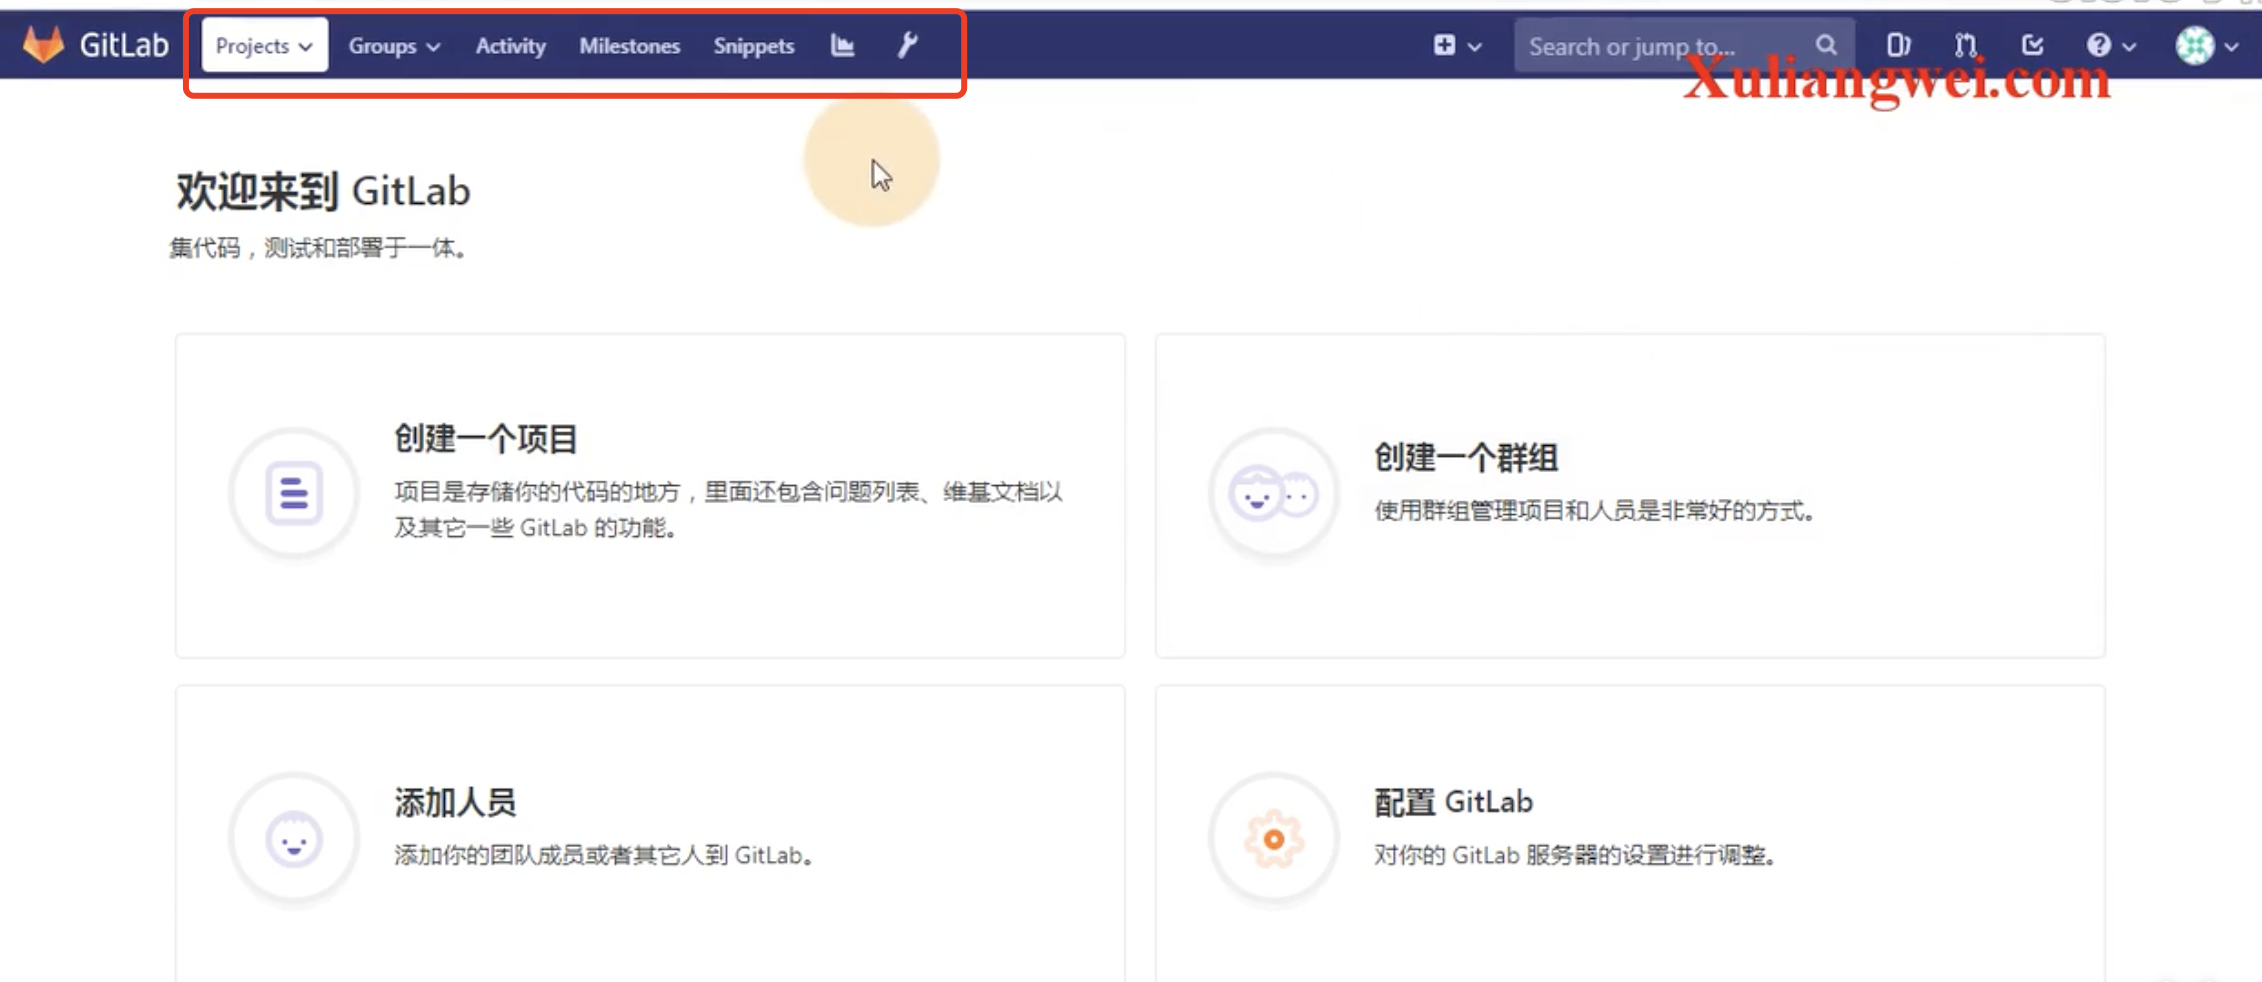 GitLab Projects Groups Activity Milestones Snippets Search or jump to...
Xuliangwei.com
欢迎来到 GitLab
集代码，测试和部署于一体。
创建一个项目
项目是存储你的代码的地方，里面还包含问题列表、维基文档以
及其它一些 GitLab 的功能。
创建一个群组
使用群组管理项目和人员是非常好的方式。
添加人员
添加你的团队成员或者其它人到 GitLab。
配置 GitLab
对你的 GitLab 服务器的设置进行调整。